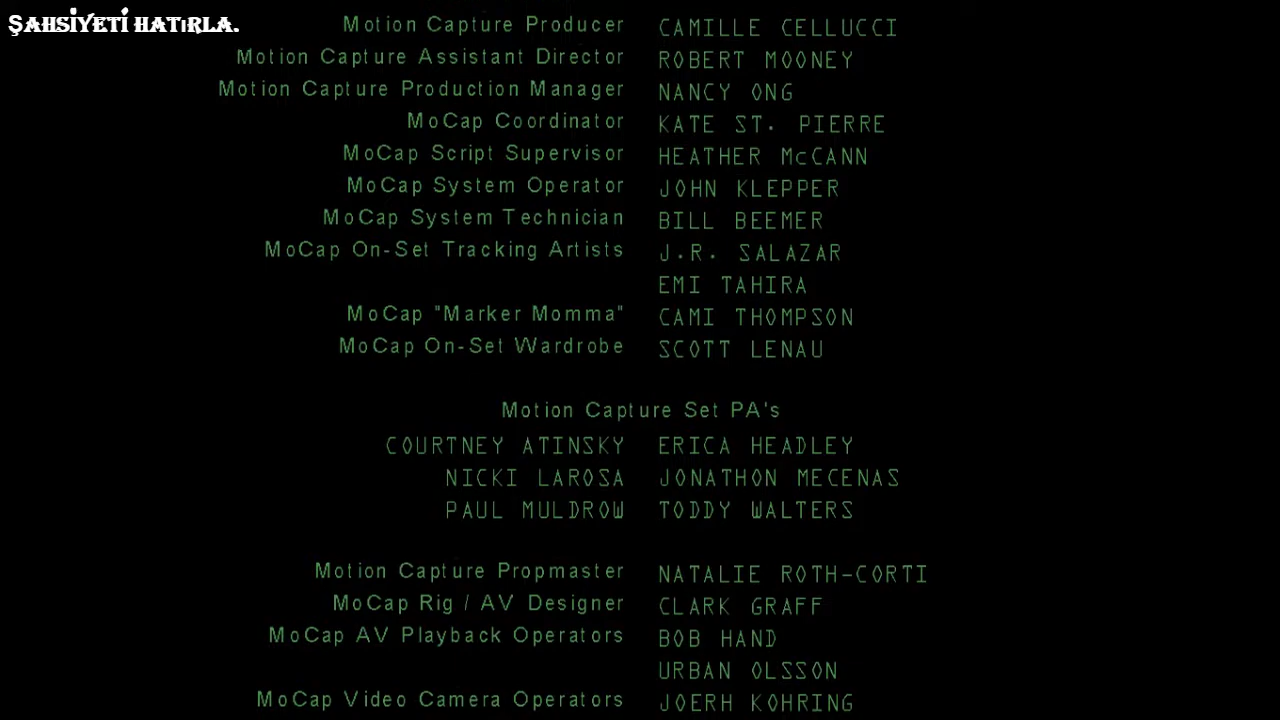 ŞAHSİYETİ HATıRLA.
Motion Capture Producer CAMILLE CELLUCCI
Motion Capture Assistant Director ROBERT MOONEY
Motion Capture Production Manager NANCY ONG
MoCap Coordinator KATE ST. PIERRE
MoCap Script Supervisor HEATHER McCANN
MoCap System Operator JOHN KLEPPER
MoCap System Technician BILL BEEMER
MoCap On-Set Tracking Artists J.R. SALAZAR
EMI TAHIRA
MoCap "Marker Momma" CAMI THOMPSON
MoCap On-Set Wardrobe SCOTT LENAU
Motion Capture Set PA's
COURTNEY ATINSKY ERICA HEADLEY
NICKI LAROSA JONATHON MECENAS
PAUL MULDROW TODDY WALTERS
Motion Capture Propmaster NATALIE ROTH-CORTI
MoCap Rig / AV Designer CLARK GRAFF
MoCap AV Playback Operators BOB HAND
URBAN OLSSON
MoCap Video Camera Operators JOERH KOHRING